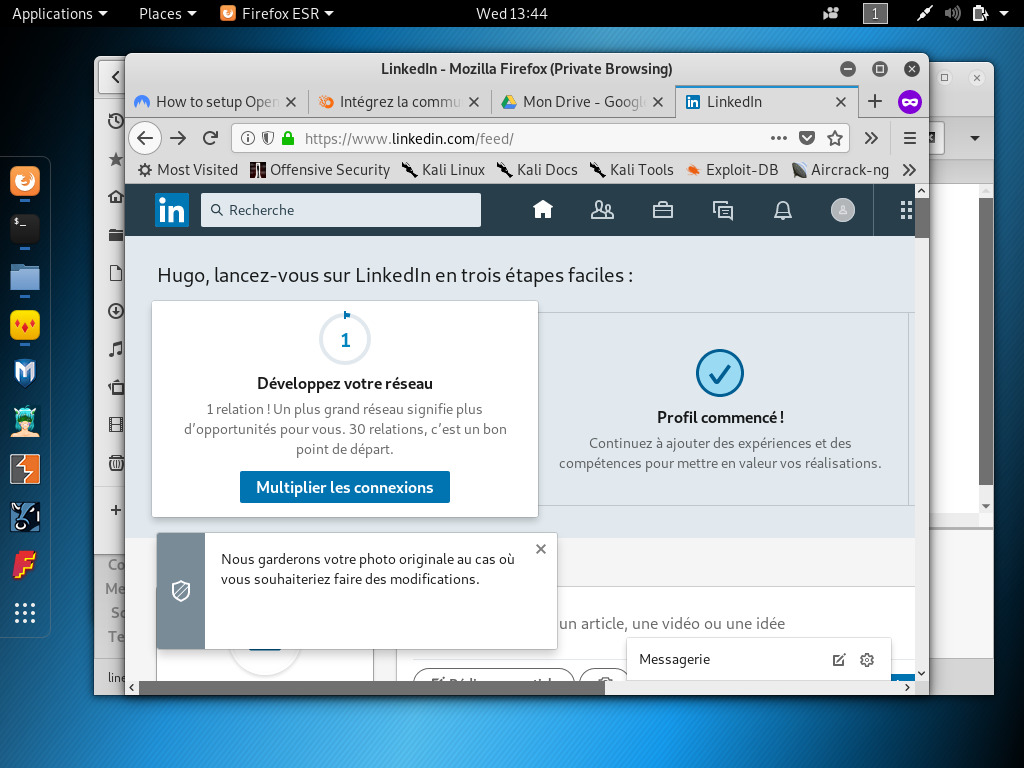 Applications Places Firefox ESR Wed 13:44 1
LinkedIn - Mozilla Firefox (Private Browsing)
How to setup Open Intégrez la commu Mon Drive - Google LinkedIn
https://www.linkedin.com/feed/
Most Visited Offensive Security Kali Linux Kali Docs Kali Tools Exploit-DB Aircrack-ng
in Recherche
Hugo, lancez-vous sur LinkedIn en trois étapes faciles :
1
Développez votre réseau
1 relation ! Un plus grand réseau signifie plus
d'opportunités pour vous. 30 relations, c'est un bon
point de départ.
Multiplier les connexions
Profil commencé !
Continuez à ajouter des expériences et des
compétences pour mettre en valeur vos réalisations.
Nous garderons votre photo originale au cas où
vous souhaiteriez faire des modifications.
un article, une vidéo ou une idée
Messagerie
Co
Me
So
Te
line